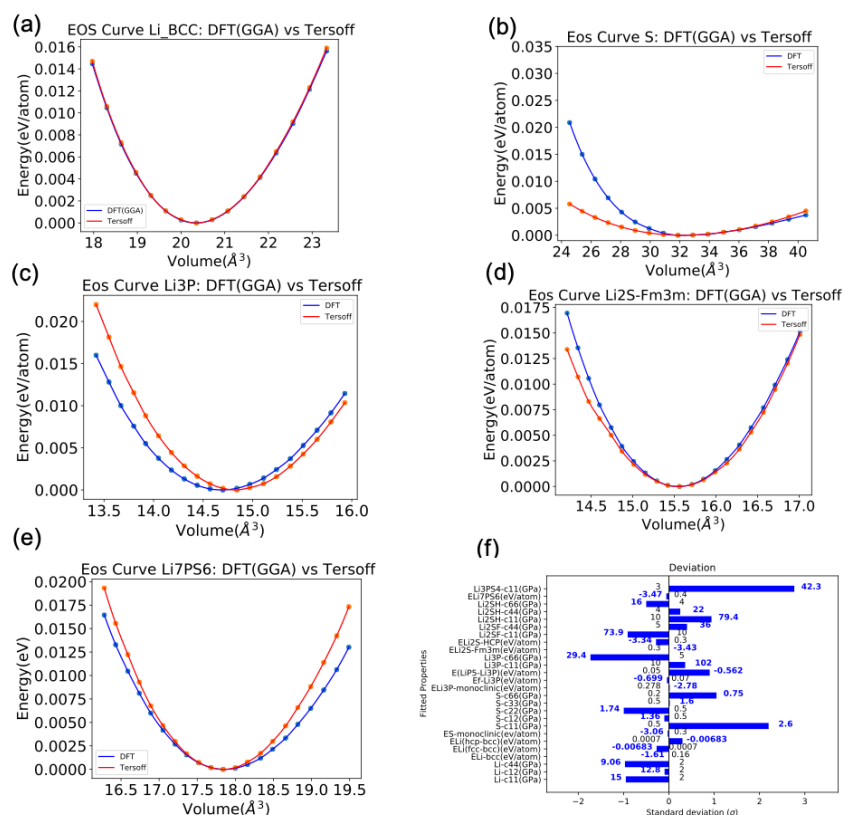 (a)
EOS Curve Li_BCC: DFT(GGA) vs Tersoff
0.016
0.014
0.012
0.010
0.008
0.006
0.004
0.002
0.000
Energy(eV/atom)
DFT(GGA)
Tersoff
18 19 20 21 22 23
Volume(Å³)
(b)
Eos Curve S: DFT(GGA) vs Tersoff
0.035
0.030
0.025
0.020
0.015
0.010
0.005
0.000
Energy(eV/atom)
DFT
Tersoff
24 26 28 30 32 34 36 38 40
Volume(Å³)
(c)
Eos Curve Li3P: DFT(GGA) vs Tersoff
0.020
0.015
0.010
0.005
0.000
Energy(eV/atom)
DFT
Tersoff
13.5 14.0 14.5 15.0 15.5 16.0
Volume(Å³)
(d)
Eos Curve Li2S-Fm3m: DFT(GGA) vs Tersoff
0.0175
0.0150
0.0125
0.0100
0.0075
0.0050
0.0025
0.0000
Energy(eV/atom)
DFT
Tersoff
14.5 15.0 15.5 16.0 16.5 17.0
Volume(Å³)
(e)
Eos Curve Li7PS6: DFT(GGA) vs Tersoff
0.0200
0.0175
0.0150
0.0125
0.0100
0.0075
0.0050
0.0025
0.0000
Energy(eV)
DFT
Tersoff
16.5 17.0 17.5 18.0 18.5 19.0 19.5
Volume(Å³)
(f)
Deviation
Fitted Properties
Li3PS4-c11(GPa) 3 42.3
ELi7PS6(eV/atom) -3.47 0.4
Li2SH-c66(GPa) 16 4
Li2SH-c44(GPa) 4 22
Li2SH-c11(GPa) 10 79.4
Li2SF-c44(GPa) 5 36
Li2SF-c11(GPa) 73.9 10
ELi2S-HCP(eV/atom) -3.34 0.3
ELi2S-Fm3m(eV/atom) 0.3 -3.43
Li3P-c66(GPa) 29.4 5
Li3P-c11(GPa) 10 102
E(LiP5-Li3P)(eV/atom) 0.05 -0.562
Ef-Li3P(eV/atom) -0.699 0.07
ELi3P-monoclinic(eV/atom) 0.278 -2.78
S-c66(GPa) 0.2 0.75
S-c33(GPa) 0.5 1.6
S-c22(GPa) 1.74 0.5
S-c12(GPa) 1.36 0.5
S-c11(GPa) 0.5 2.6
ES-monoclinic(ev/atom) -3.06 0.3
ELi(hcp-bcc)(eV/atom) 0.0007 -0.00683
ELi(fcc-bcc)(eV/atom) -0.00683 0.0007
ELi-bcc(eV/atom) -1.61 0.16
Li-c44(GPa) 9.06 2
Li-c12(GPa) 12.8 2
Li-c11(GPa) 15 2
−2 −1 0 1 2 3
Standard deviation (σ)